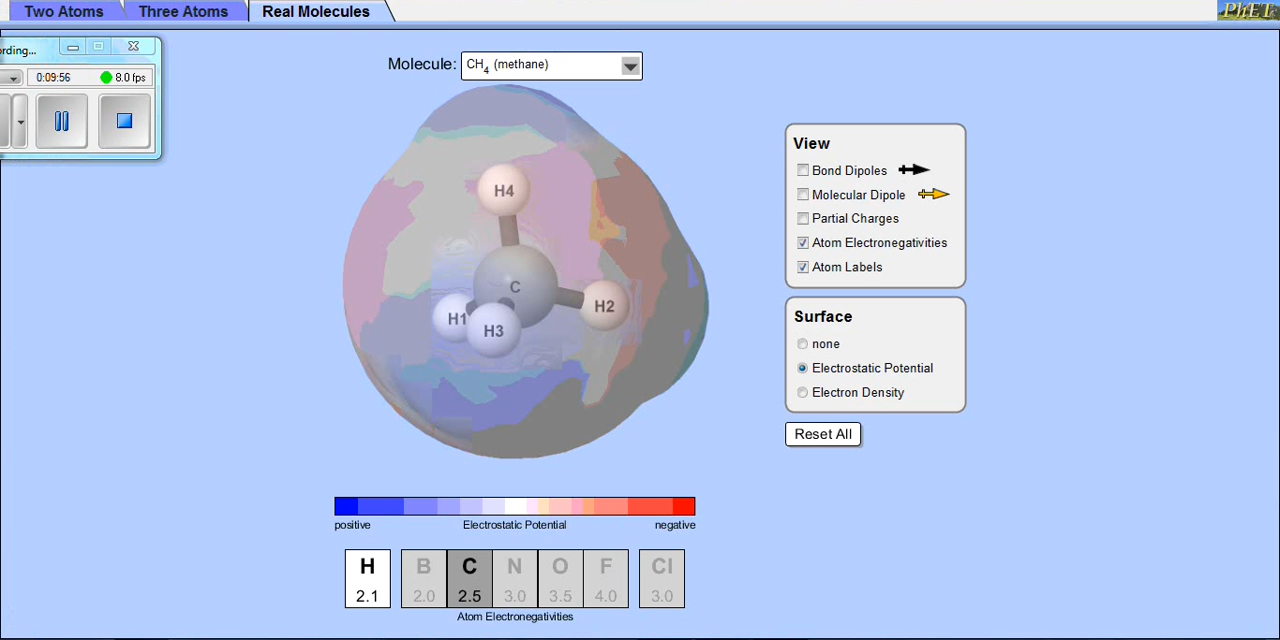 Two Atoms
Three Atoms
Real Molecules
PhET
rding...
0:09:56
8.0 fps
Molecule:
CH4 (methane)
H4
C
H2
H1
H3
View
Bond Dipoles
Molecular Dipole
Partial Charges
Atom Electronegativities
Atom Labels
Surface
none
Electrostatic Potential
Electron Density
Reset All
positive Electrostatic Potential negative
H B C N O F Cl
2.1 2.0 2.5 3.0 3.5 4.0 3.0
Atom Electronegativities